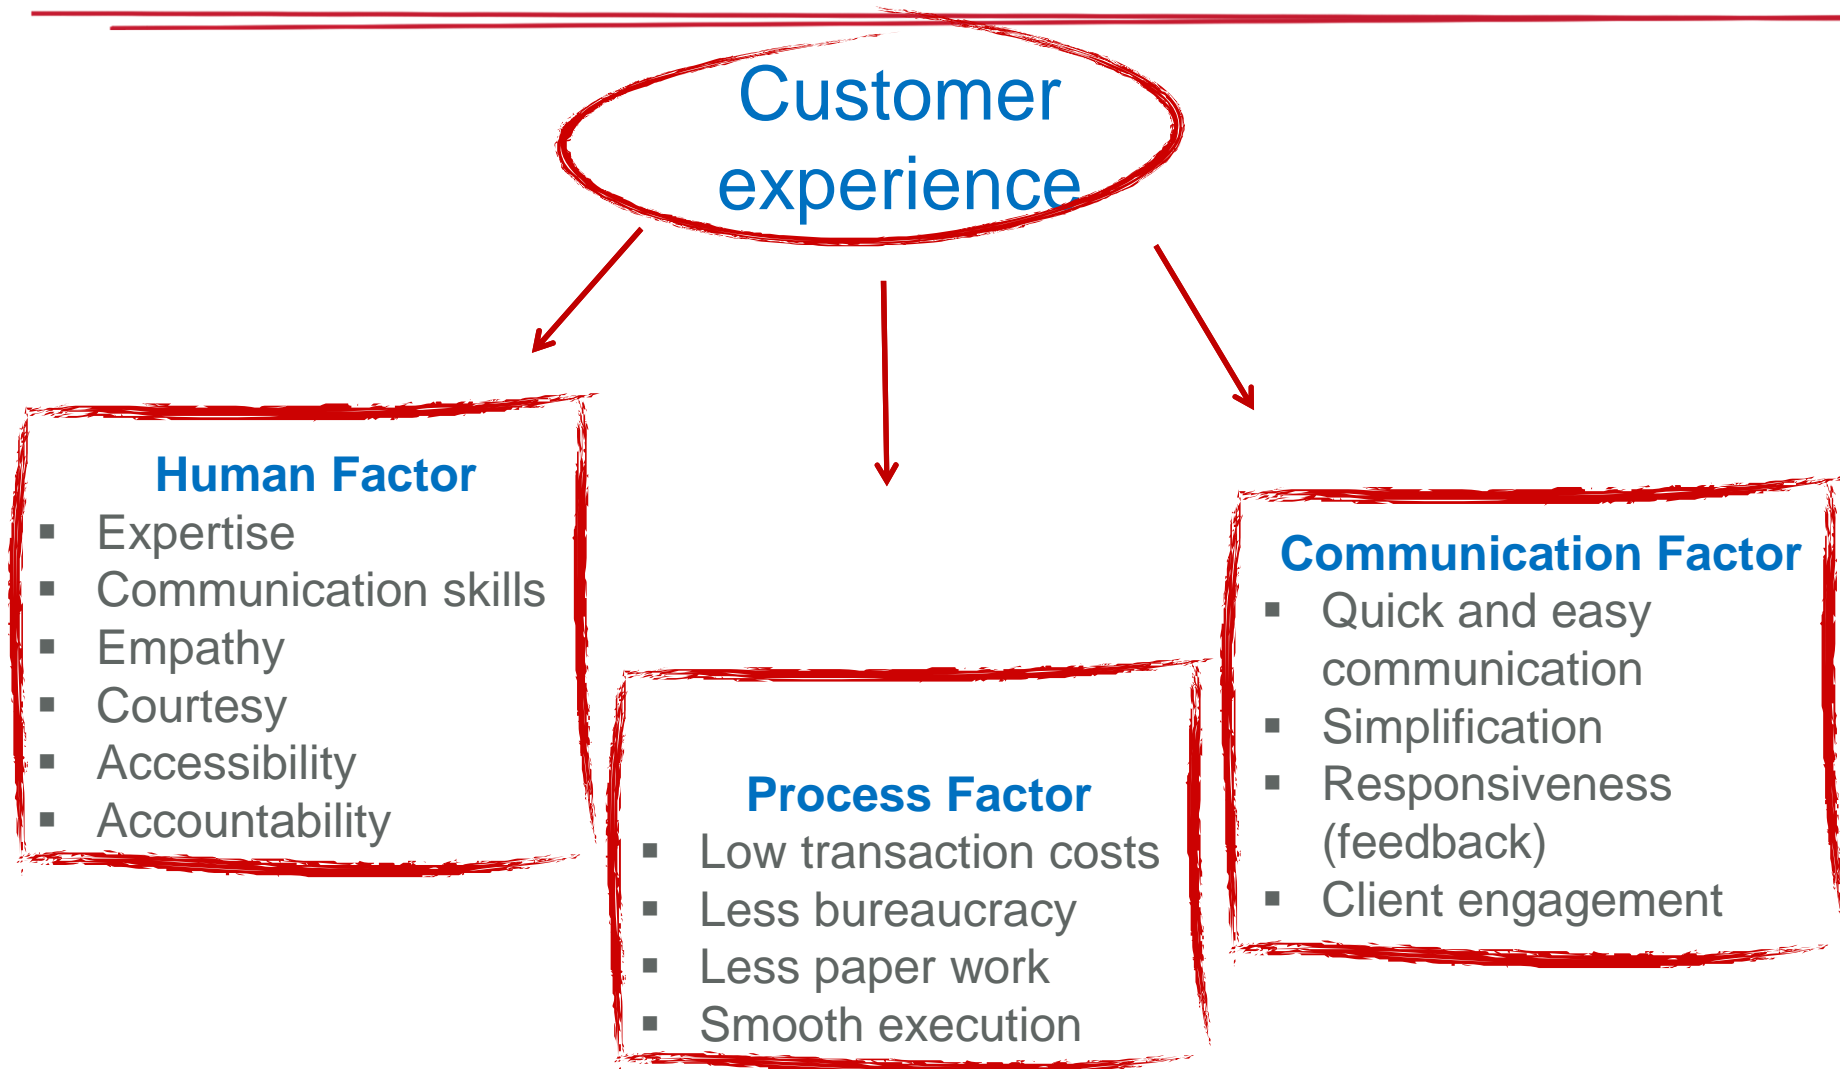 Customer
experience
Human Factor
▪ Expertise
▪ Communication skills
▪ Empathy
▪ Courtesy
▪ Accessibility
▪ Accountability
Process Factor
▪ Low transaction costs
▪ Less bureaucracy
▪ Less paper work
▪ Smooth execution
Communication Factor
▪ Quick and easy
communication
▪ Simplification
▪ Responsiveness
(feedback)
▪ Client engagement